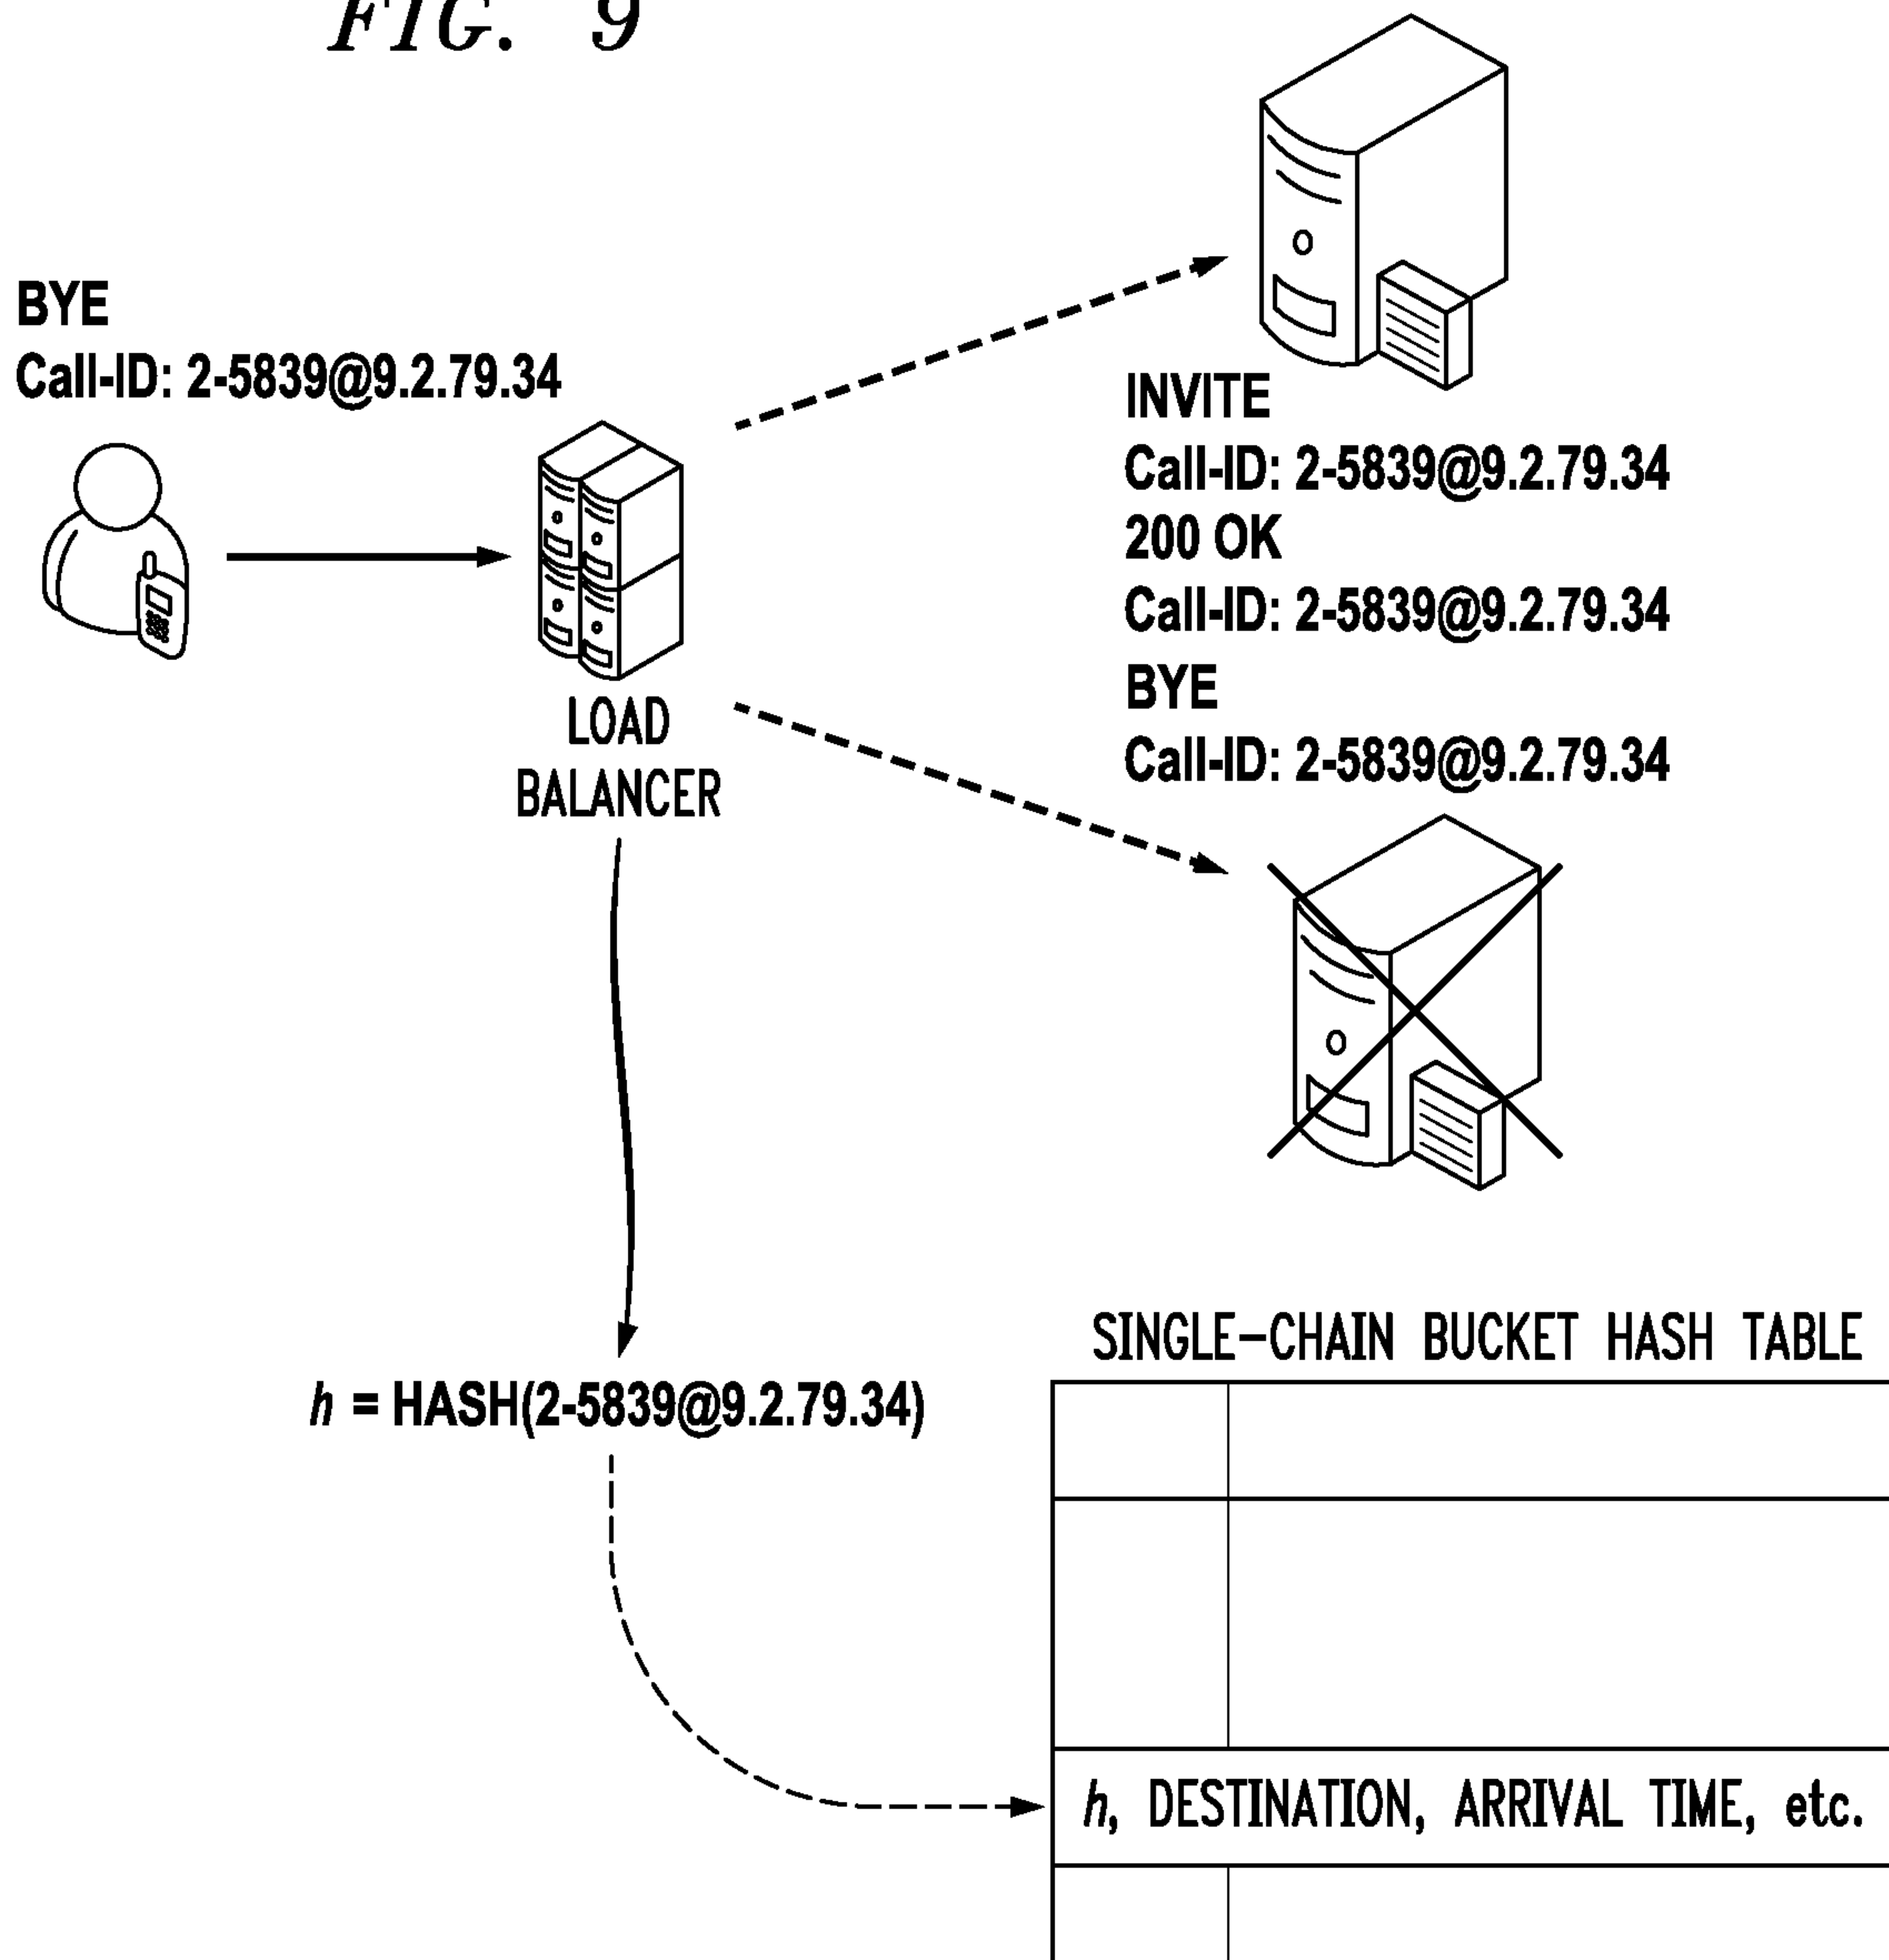 FIG. 9
BYE
Call-ID: 2-5839@9.2.79.34
LOAD
BALANCER
INVITE
Call-ID: 2-5839@9.2.79.34
200 OK
Call-ID: 2-5839@9.2.79.34
BYE
Call-ID: 2-5839@9.2.79.34
h = HASH(2-5839@9.2.79.34)
SINGLE-CHAIN BUCKET HASH TABLE
h, DESTINATION, ARRIVAL TIME, etc.